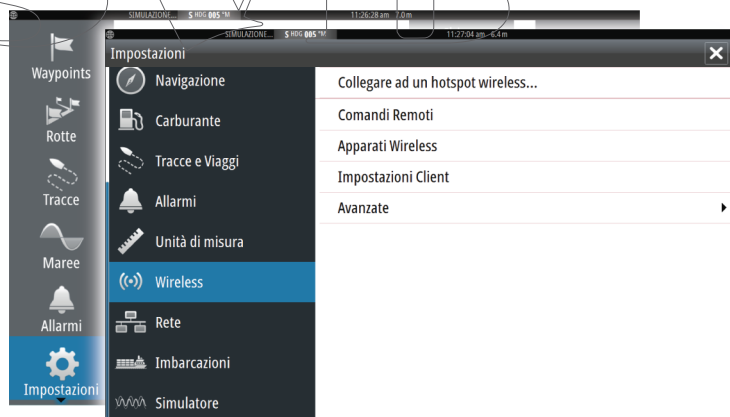 SIMULAZIONE... S HDG 005 °M 11:26:28 am 7.0 m
SIMULAZIONE... S HDG 005 °M 11:27:04 am 6.4 m
Waypoints
Rotte
Tracce
Maree
Allarmi
Impostazioni
Impostazioni
Navigazione
Carburante
Tracce e Viaggi
Allarmi
Unità di misura
Wireless
Rete
Imbarcazioni
Simulatore
Collegare ad un hotspot wireless...
Comandi Remoti
Apparati Wireless
Impostazioni Client
Avanzate